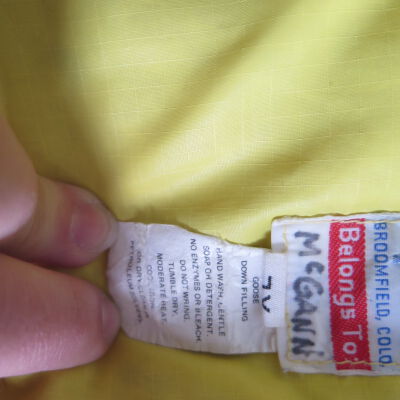 BROOMFIELD, COLO.
Belongs To:
McGANN
GOOSE
DOWN FILLING
HAND WASH, GENTLE
SOAP OR DETERGENT.
NO ENZYMES OR BLEACH.
DO NOT WRING.
TUMBLE DRY.
MODERATE HEAT.